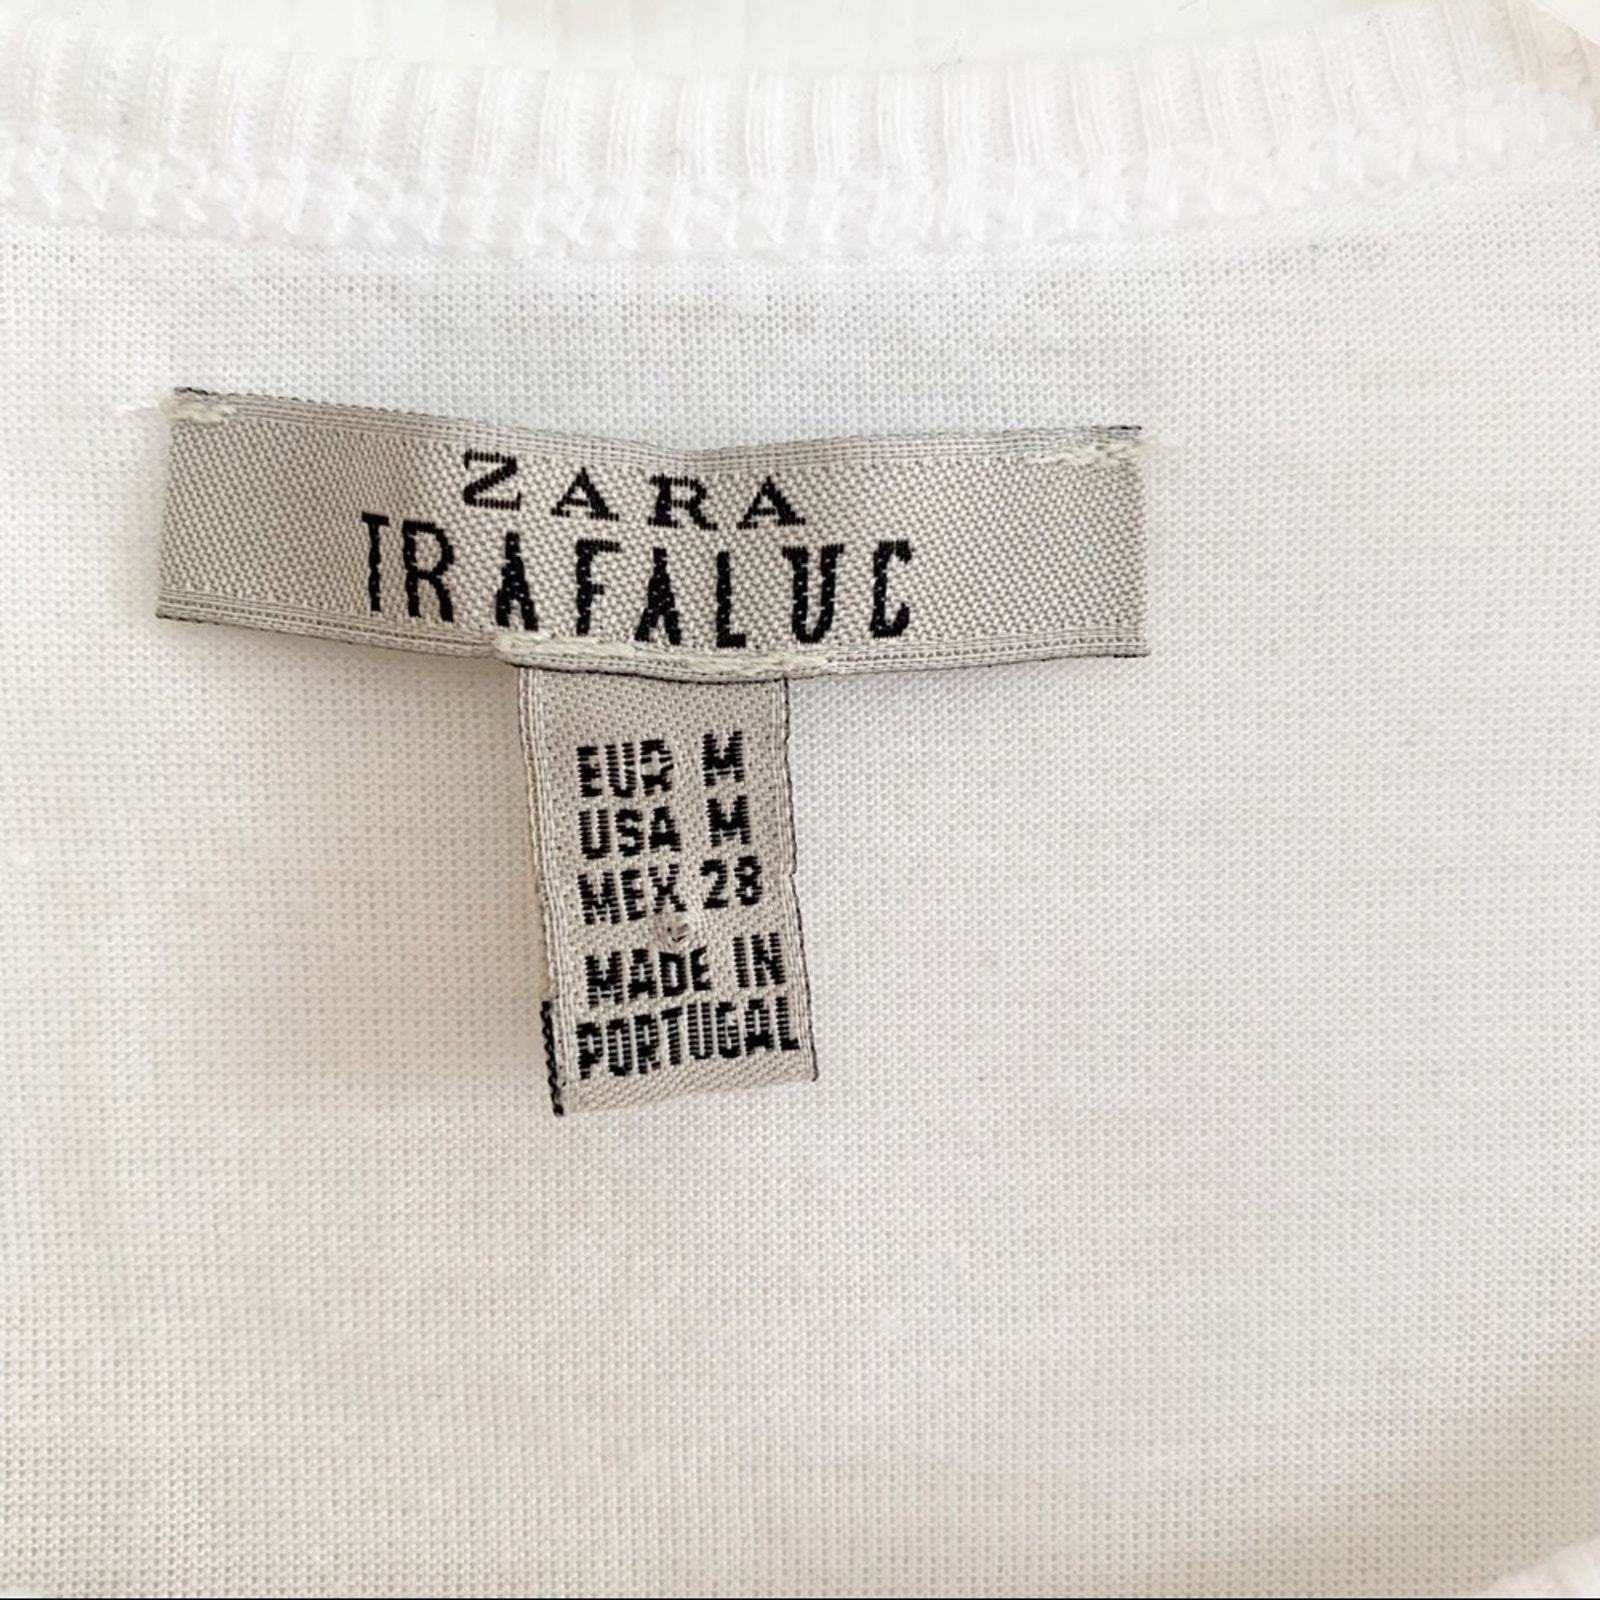 ZARA
TRAFALUC
EUR M
USA M
MEX 28
MADE IN
PORTUGAL